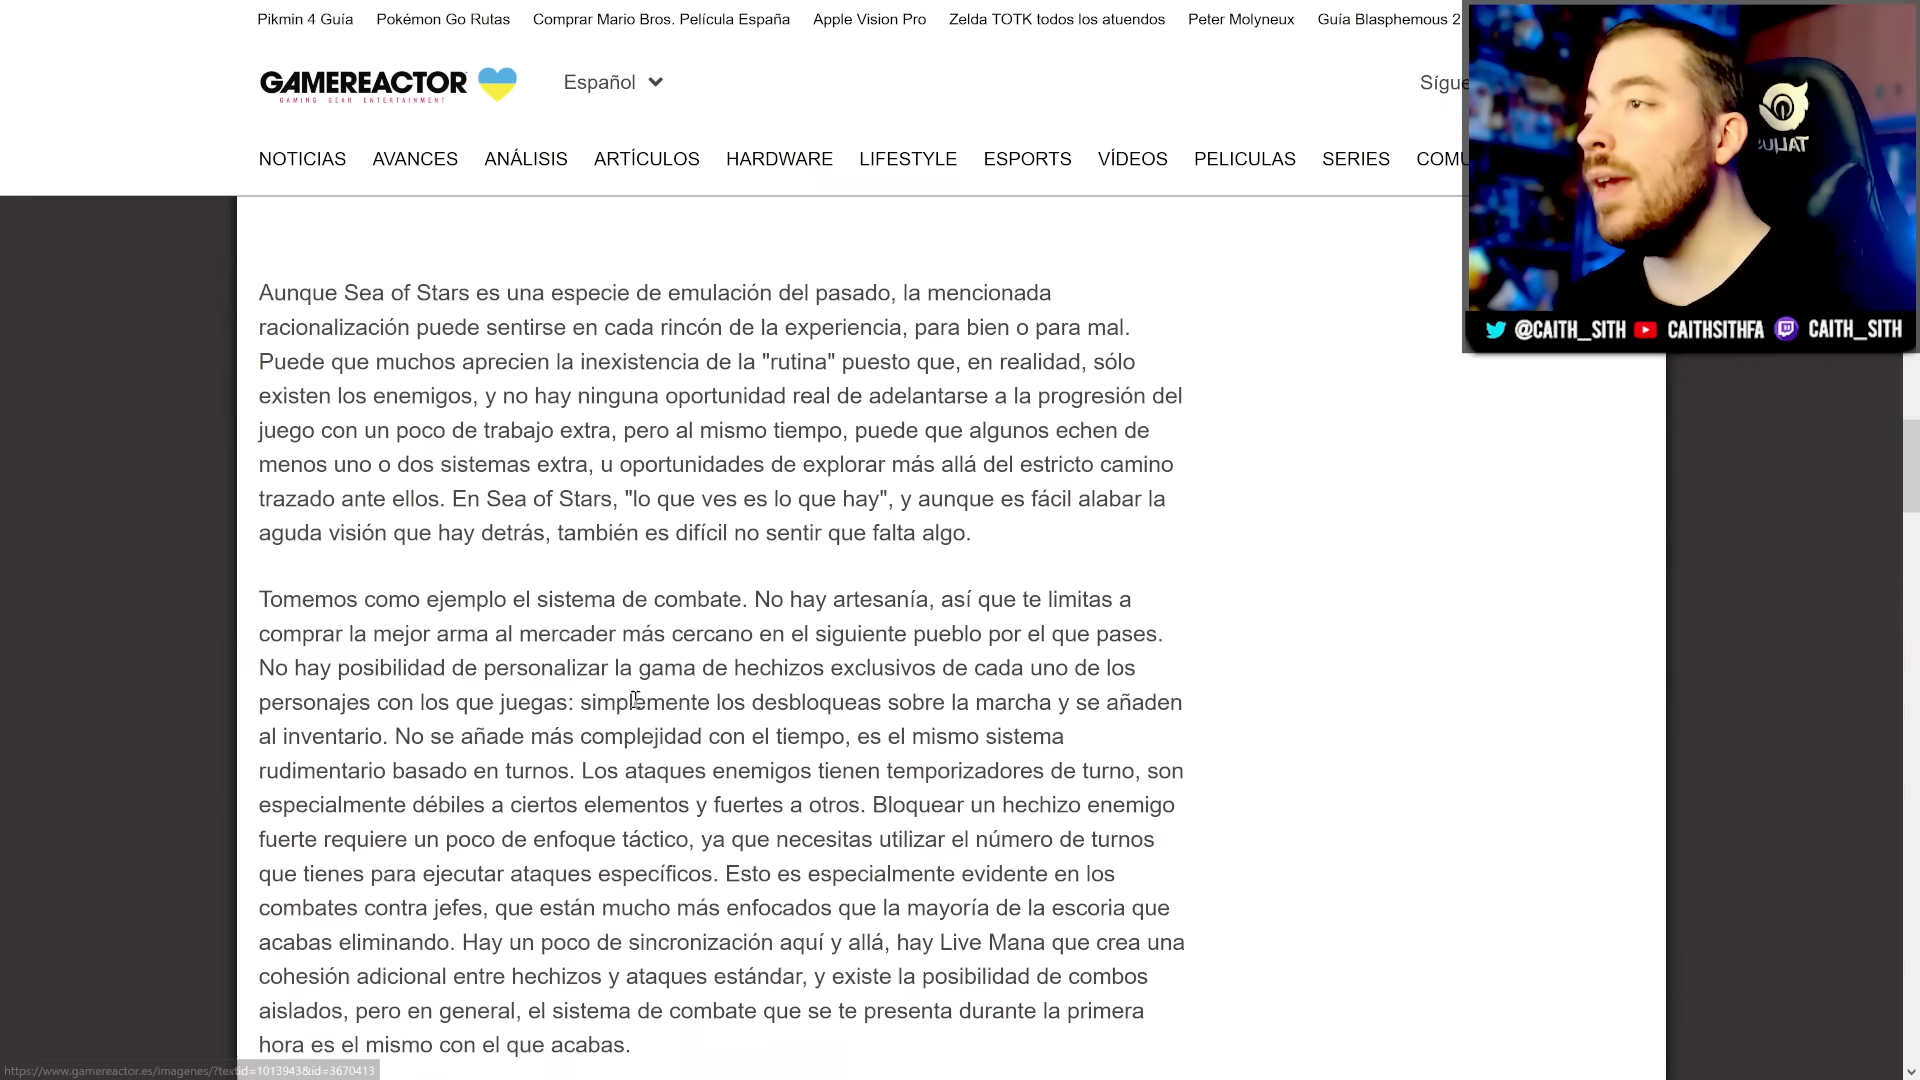 Pikmin 4 Guía Pokémon Go Rutas Comprar Mario Bros. Película España Apple Vision Pro Zelda TOTK todos los atuendos Peter Molyneux Guía Blasphemous 2
GAMEREACTOR Español Sígue
GAMING GEAR ENTERTAINMENT
NOTICIAS AVANCES ANÁLISIS ARTÍCULOS HARDWARE LIFESTYLE ESPORTS VÍDEOS PELICULAS SERIES COMU
@CAITH_SITH CAITHSITHFA CAITH_SITH
Aunque Sea of Stars es una especie de emulación del pasado, la mencionada
racionalización puede sentirse en cada rincón de la experiencia, para bien o para mal.
Puede que muchos aprecien la inexistencia de la "rutina" puesto que, en realidad, sólo
existen los enemigos, y no hay ninguna oportunidad real de adelantarse a la progresión del
juego con un poco de trabajo extra, pero al mismo tiempo, puede que algunos echen de
menos uno o dos sistemas extra, u oportunidades de explorar más allá del estricto camino
trazado ante ellos. En Sea of Stars, "lo que ves es lo que hay", y aunque es fácil alabar la
aguda visión que hay detrás, también es difícil no sentir que falta algo.
Tomemos como ejemplo el sistema de combate. No hay artesanía, así que te limitas a
comprar la mejor arma al mercader más cercano en el siguiente pueblo por el que pases.
No hay posibilidad de personalizar la gama de hechizos exclusivos de cada uno de los
personajes con los que juegas: simplemente los desbloqueas sobre la marcha y se añaden
al inventario. No se añade más complejidad con el tiempo, es el mismo sistema
rudimentario basado en turnos. Los ataques enemigos tienen temporizadores de turno, son
especialmente débiles a ciertos elementos y fuertes a otros. Bloquear un hechizo enemigo
fuerte requiere un poco de enfoque táctico, ya que necesitas utilizar el número de turnos
que tienes para ejecutar ataques específicos. Esto es especialmente evidente en los
combates contra jefes, que están mucho más enfocados que la mayoría de la escoria que
acabas eliminando. Hay un poco de sincronización aquí y allá, hay Live Mana que crea una
cohesión adicional entre hechizos y ataques estándar, y existe la posibilidad de combos
aislados, pero en general, el sistema de combate que se te presenta durante la primera
hora es el mismo con el que acabas.
https://www.gamereactor.es/imagenes/?textid=1013943&id=3670413